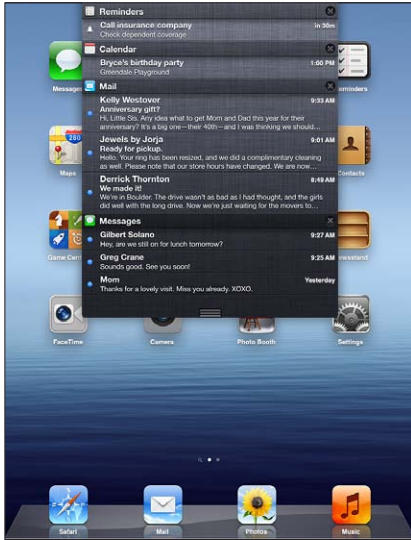 Reminders
Call insurance company in 30m
Check dependent coverage
Calendar
Bryce's birthday party 1:00 PM
Greendale Playground
Mail
Kelly Westover 9:33 AM
Anniversary gift?
Hi, Little Sis. Any idea what to get Mom and Dad this year for their
anniversary? It's a big one—their 40th—and I was thinking we should…
Jewels by Jorja 9:01 AM
Ready for pickup.
Hello. Your ring has been resized, and we did a complimentary cleaning
as well. Please note that our store hours have changed. We are now…
Derrick Thornton 8:49 AM
We made it!
We're in Boulder. The drive wasn't as bad as I had thought, and the girls
did well with the long drive. Now we're just waiting for the movers to…
Messages
Gilbert Solano 9:27 AM
Hey, are we still on for lunch tomorrow?
Greg Crane 9:25 AM
Sounds good. See you soon!
Mom Yesterday
Thanks for a lovely visit. Miss you already. XOXO.
Messages
eminders
280
Maps
Contacts
Game Cent
ewsstand
FaceTime Camera Photo Booth Settings
Safari Mail Photos Music